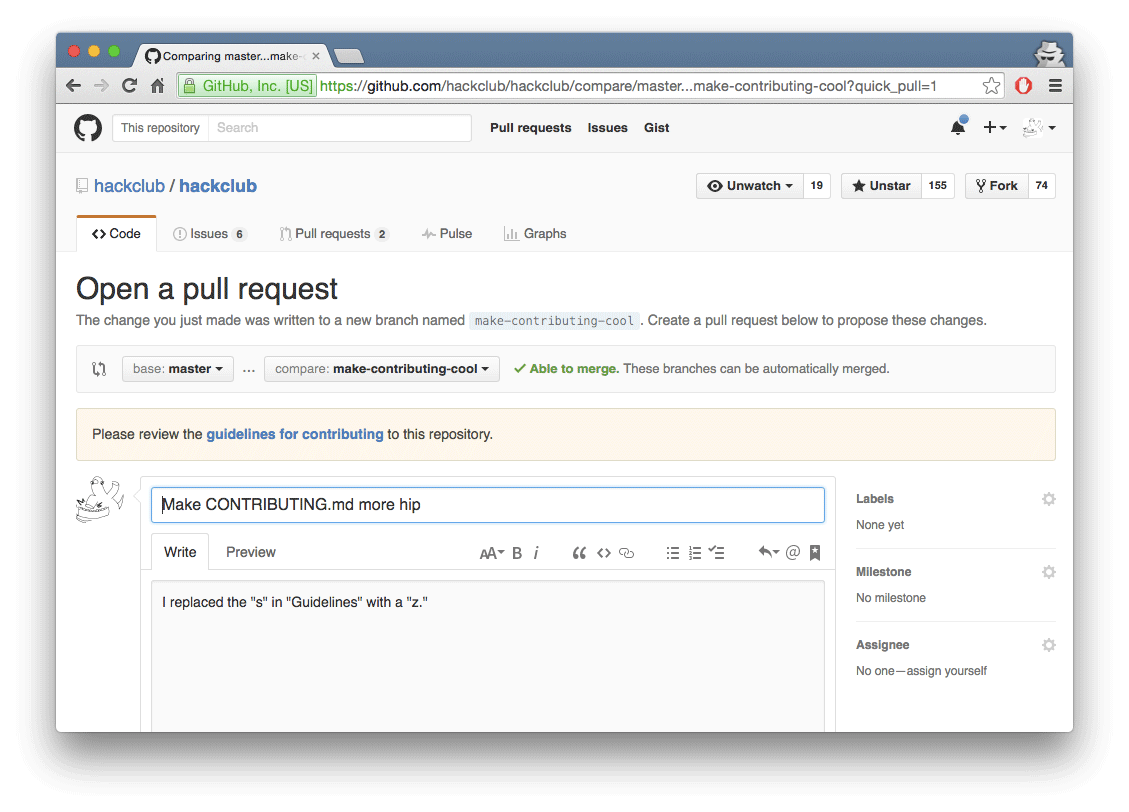 Comparing master...make-c
GitHub, Inc. [US] https://github.com/hackclub/hackclub/compare/master...make-contributing-cool?quick_pull=1
This repository Search Pull requests Issues Gist
hackclub / hackclub Unwatch 19 Unstar 155 Fork 74
Code Issues 6 Pull requests 2 Pulse Graphs
Open a pull request
The change you just made was written to a new branch named make-contributing-cool. Create a pull request below to propose these changes.
base: master ... compare: make-contributing-cool Able to merge. These branches can be automatically merged.
Please review the guidelines for contributing to this repository.
Make CONTRIBUTING.md more hip
Write Preview AA B i
I replaced the "s" in "Guidelines" with a "z."
Labels
None yet
Milestone
No milestone
Assignee
No one—assign yourself